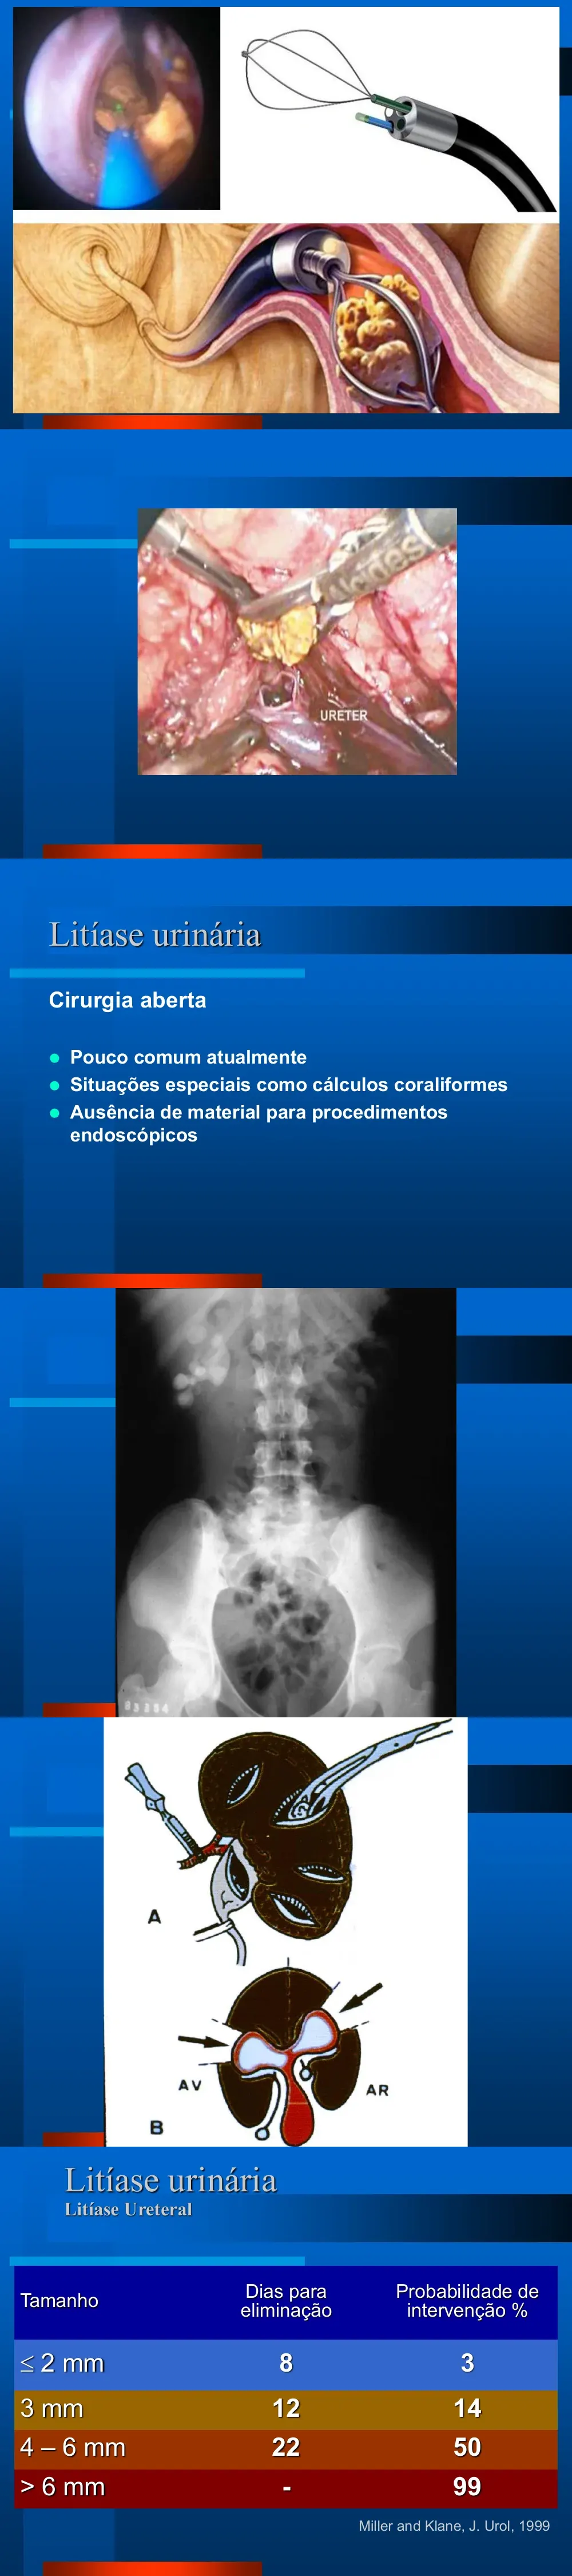 URETER
Litíase urinária
Cirurgia aberta
Pouco comum atualmente
Situações especiais como cálculos coraliformes
Ausência de material para procedimentos
endoscópicos
A
AV
AR
B
Litíase urinária
Litíase Ureteral
Tamanho
Dias para
eliminação
Probabilidade de
intervenção %
≤ 2 mm 8 3
3 mm 12 14
4 – 6 mm 22 50
> 6 mm - 99
Miller and Klane, J. Urol, 1999